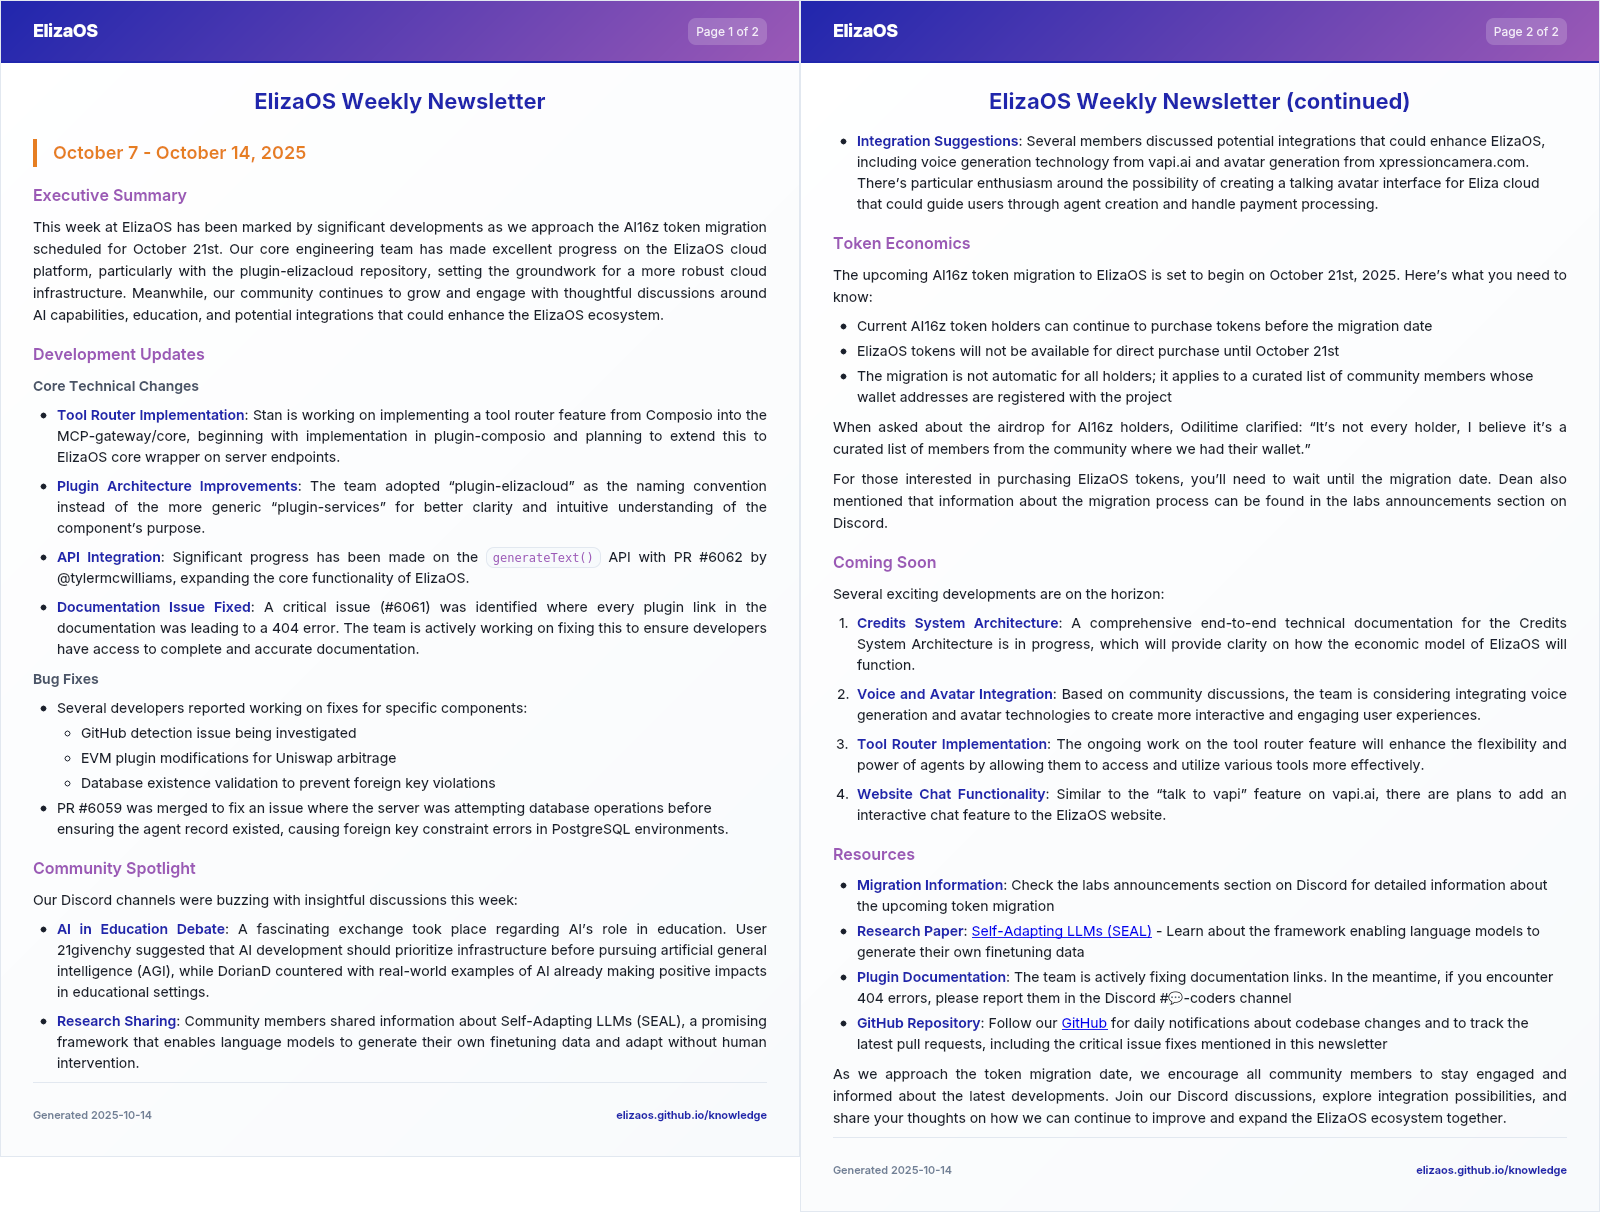 ElizaOS
Page 1 of 2
ElizaOS Weekly Newsletter
October 7 - October 14, 2025
Executive Summary
This week at ElizaOS has been marked by significant developments as we approach the AI16z token migration
scheduled for October 21st. Our core engineering team has made excellent progress on the ElizaOS cloud
platform, particularly with the plugin-elizacloud repository, setting the groundwork for a more robust cloud
infrastructure. Meanwhile, our community continues to grow and engage with thoughtful discussions around
AI capabilities, education, and potential integrations that could enhance the ElizaOS ecosystem.
Development Updates
Core Technical Changes
• Tool Router Implementation: Stan is working on implementing a tool router feature from Composio into the
MCP-gateway/core, beginning with implementation in plugin-composio and planning to extend this to
ElizaOS core wrapper on server endpoints.
• Plugin Architecture Improvements: The team adopted “plugin-elizacloud” as the naming convention
instead of the more generic “plugin-services” for better clarity and intuitive understanding of the
component’s purpose.
• API Integration: Significant progress has been made on the generateText() API with PR #6062 by
@tylermcwilliams, expanding the core functionality of ElizaOS.
• Documentation Issue Fixed: A critical issue (#6061) was identified where every plugin link in the
documentation was leading to a 404 error. The team is actively working on fixing this to ensure developers
have access to complete and accurate documentation.
Bug Fixes
• Several developers reported working on fixes for specific components:
◦ GitHub detection issue being investigated
◦ EVM plugin modifications for Uniswap arbitrage
◦ Database existence validation to prevent foreign key violations
• PR #6059 was merged to fix an issue where the server was attempting database operations before
ensuring the agent record existed, causing foreign key constraint errors in PostgreSQL environments.
Community Spotlight
Our Discord channels were buzzing with insightful discussions this week:
• AI in Education Debate: A fascinating exchange took place regarding AI’s role in education. User
21givenchy suggested that AI development should prioritize infrastructure before pursuing artificial general
intelligence (AGI), while DorianD countered with real-world examples of AI already making positive impacts
in educational settings.
• Research Sharing: Community members shared information about Self-Adapting LLMs (SEAL), a promising
framework that enables language models to generate their own finetuning data and adapt without human
intervention.
Generated 2025-10-14
elizaos.github.io/knowledge
ElizaOS
Page 2 of 2
ElizaOS Weekly Newsletter (continued)
• Integration Suggestions: Several members discussed potential integrations that could enhance ElizaOS,
including voice generation technology from vapi.ai and avatar generation from xpressioncamera.com.
There’s particular enthusiasm around the possibility of creating a talking avatar interface for Eliza cloud
that could guide users through agent creation and handle payment processing.
Token Economics
The upcoming AI16z token migration to ElizaOS is set to begin on October 21st, 2025. Here’s what you need to
know:
• Current AI16z token holders can continue to purchase tokens before the migration date
• ElizaOS tokens will not be available for direct purchase until October 21st
• The migration is not automatic for all holders; it applies to a curated list of community members whose
wallet addresses are registered with the project
When asked about the airdrop for AI16z holders, Odilitime clarified: “It’s not every holder, I believe it’s a
curated list of members from the community where we had their wallet.”
For those interested in purchasing ElizaOS tokens, you’ll need to wait until the migration date. Dean also
mentioned that information about the migration process can be found in the labs announcements section on
Discord.
Coming Soon
Several exciting developments are on the horizon:
1. Credits System Architecture: A comprehensive end-to-end technical documentation for the Credits
System Architecture is in progress, which will provide clarity on how the economic model of ElizaOS will
function.
2. Voice and Avatar Integration: Based on community discussions, the team is considering integrating voice
generation and avatar technologies to create more interactive and engaging user experiences.
3. Tool Router Implementation: The ongoing work on the tool router feature will enhance the flexibility and
power of agents by allowing them to access and utilize various tools more effectively.
4. Website Chat Functionality: Similar to the “talk to vapi” feature on vapi.ai, there are plans to add an
interactive chat feature to the ElizaOS website.
Resources
• Migration Information: Check the labs announcements section on Discord for detailed information about
the upcoming token migration
• Research Paper: Self-Adapting LLMs (SEAL) - Learn about the framework enabling language models to
generate their own finetuning data
• Plugin Documentation: The team is actively fixing documentation links. In the meantime, if you encounter
404 errors, please report them in the Discord #💬-coders channel
• GitHub Repository: Follow our GitHub for daily notifications about codebase changes and to track the
latest pull requests, including the critical issue fixes mentioned in this newsletter
As we approach the token migration date, we encourage all community members to stay engaged and
informed about the latest developments. Join our Discord discussions, explore integration possibilities, and
share your thoughts on how we can continue to improve and expand the ElizaOS ecosystem together.
Generated 2025-10-14
elizaos.github.io/knowledge